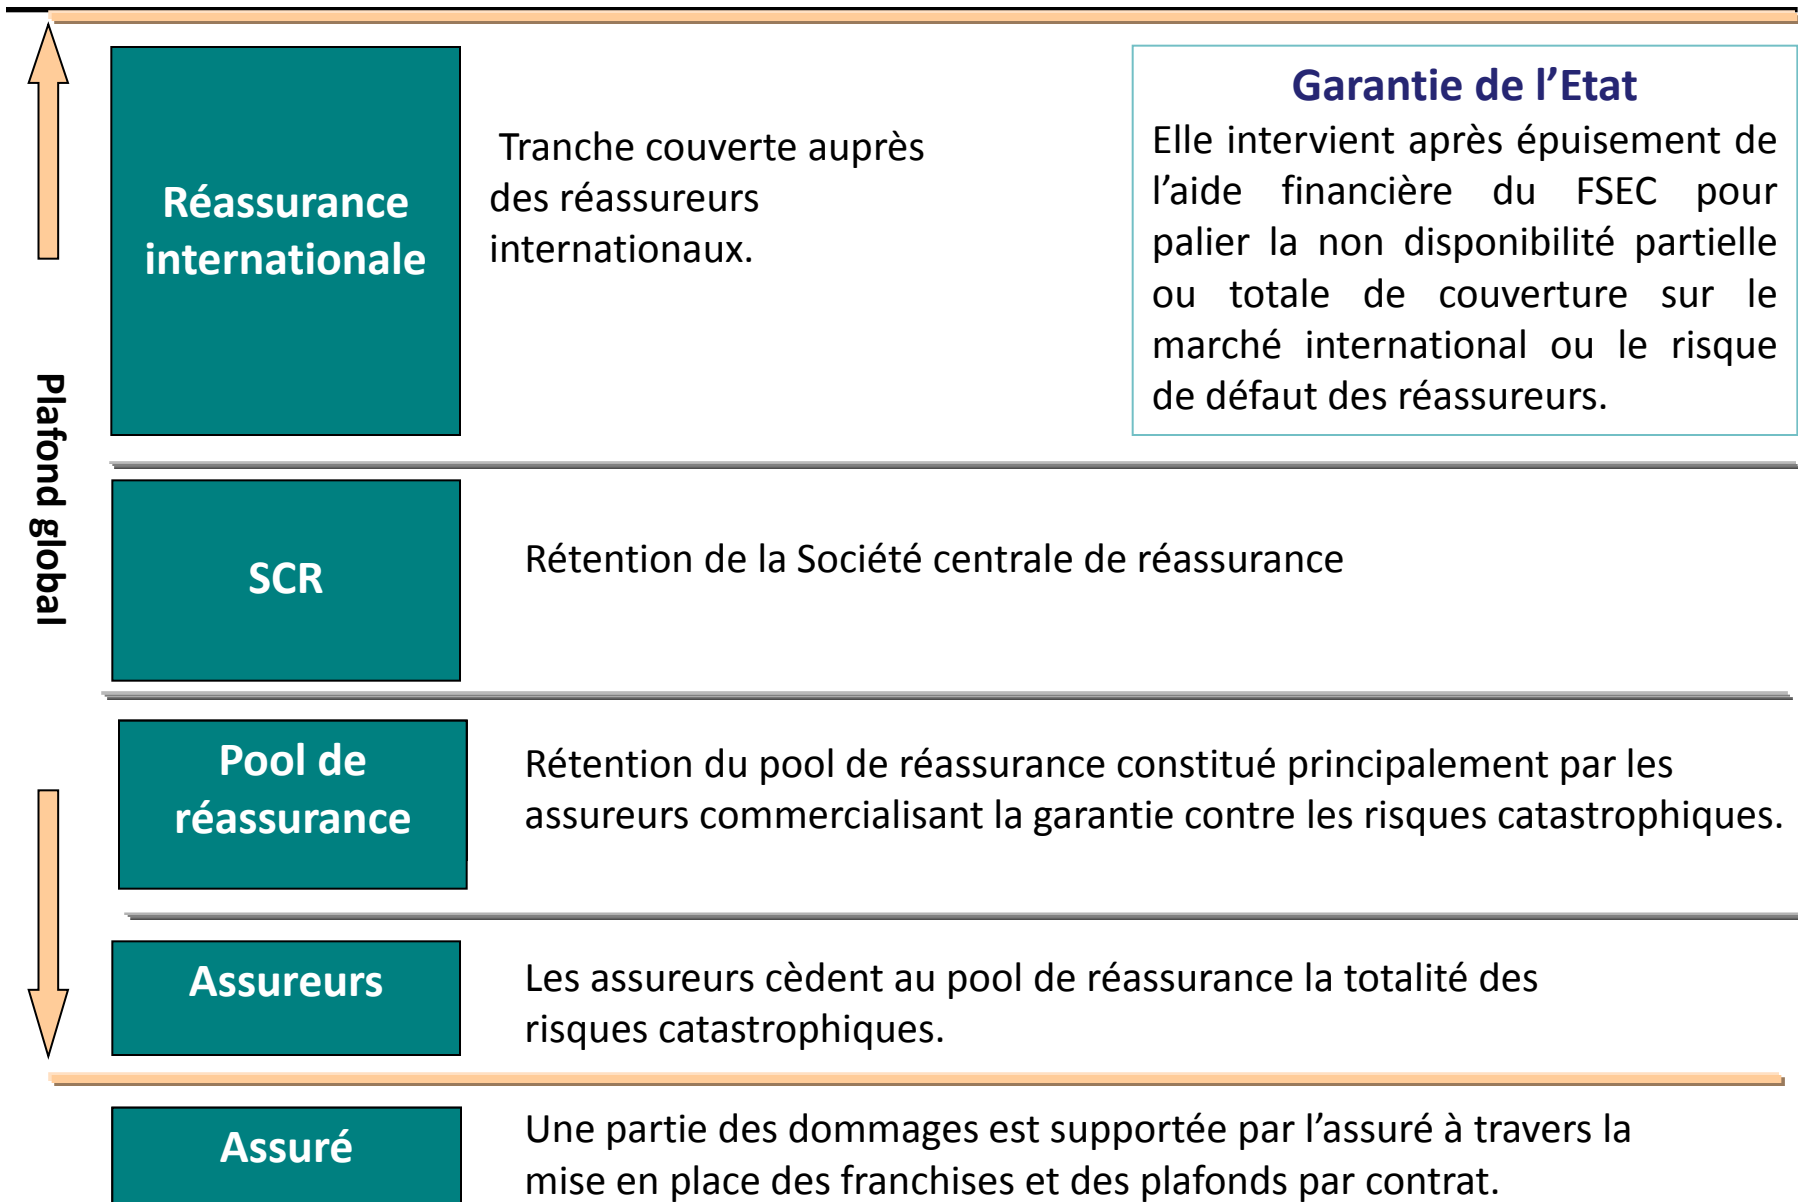 Plafond global
Réassurance
internationale
Tranche couverte auprès
des réassureurs
internationaux.
Garantie de l’Etat
Elle intervient après épuisement de
l’aide financière du FSEC pour
palier la non disponibilité partielle
ou totale de couverture sur le
marché international ou le risque
de défaut des réassureurs.
SCR
Rétention de la Société centrale de réassurance
Pool de
réassurance
Rétention du pool de réassurance constitué principalement par les
assureurs commercialisant la garantie contre les risques catastrophiques.
Assureurs
Les assureurs cèdent au pool de réassurance la totalité des
risques catastrophiques.
Assuré
Une partie des dommages est supportée par l’assuré à travers la
mise en place des franchises et des plafonds par contrat.